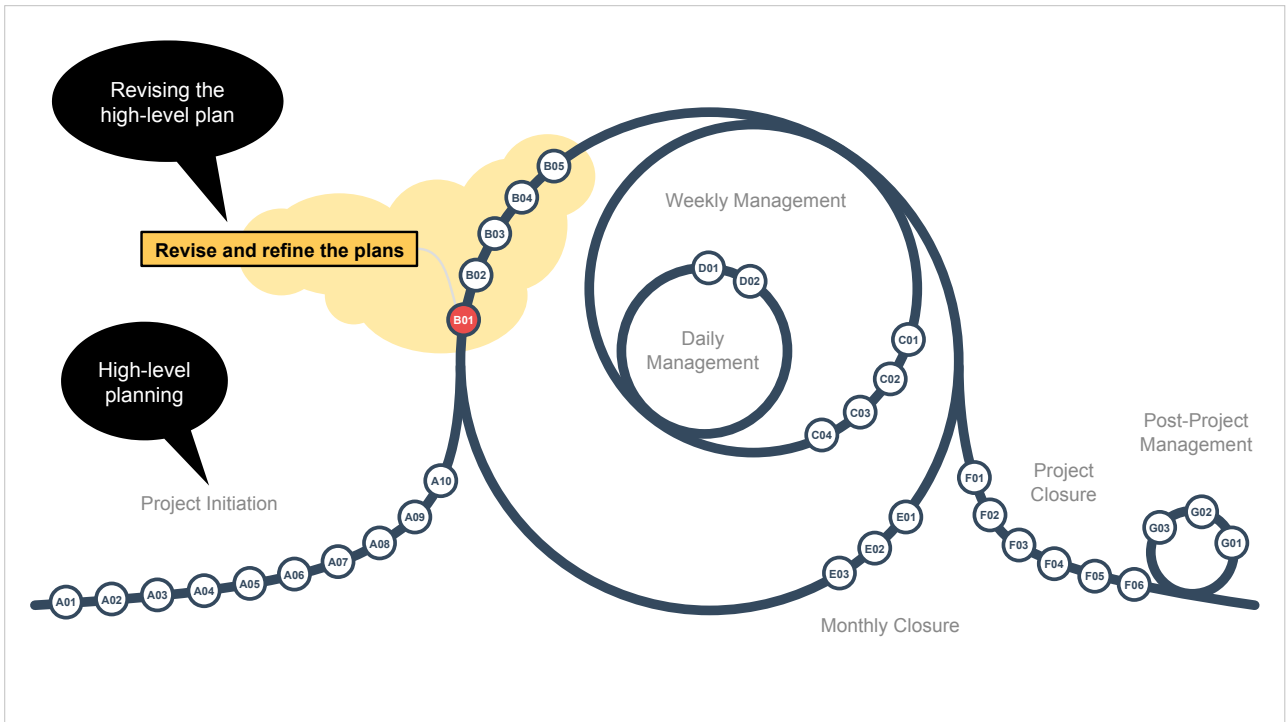 Revising the
high-level plan
Revise and refine the plans
High-level
planning
Project Initiation
A01
A02
A03
A04
A05
A06
A07
A08
A09
A10
B01
B02
B03
B04
B05
Weekly Management
D01
D02
Daily
Management
C01
C02
C03
C04
E01
E02
E03
Monthly Closure
F01
F02
F03
F04
F05
F06
Project
Closure
Post-Project
Management
G03
G02
G01